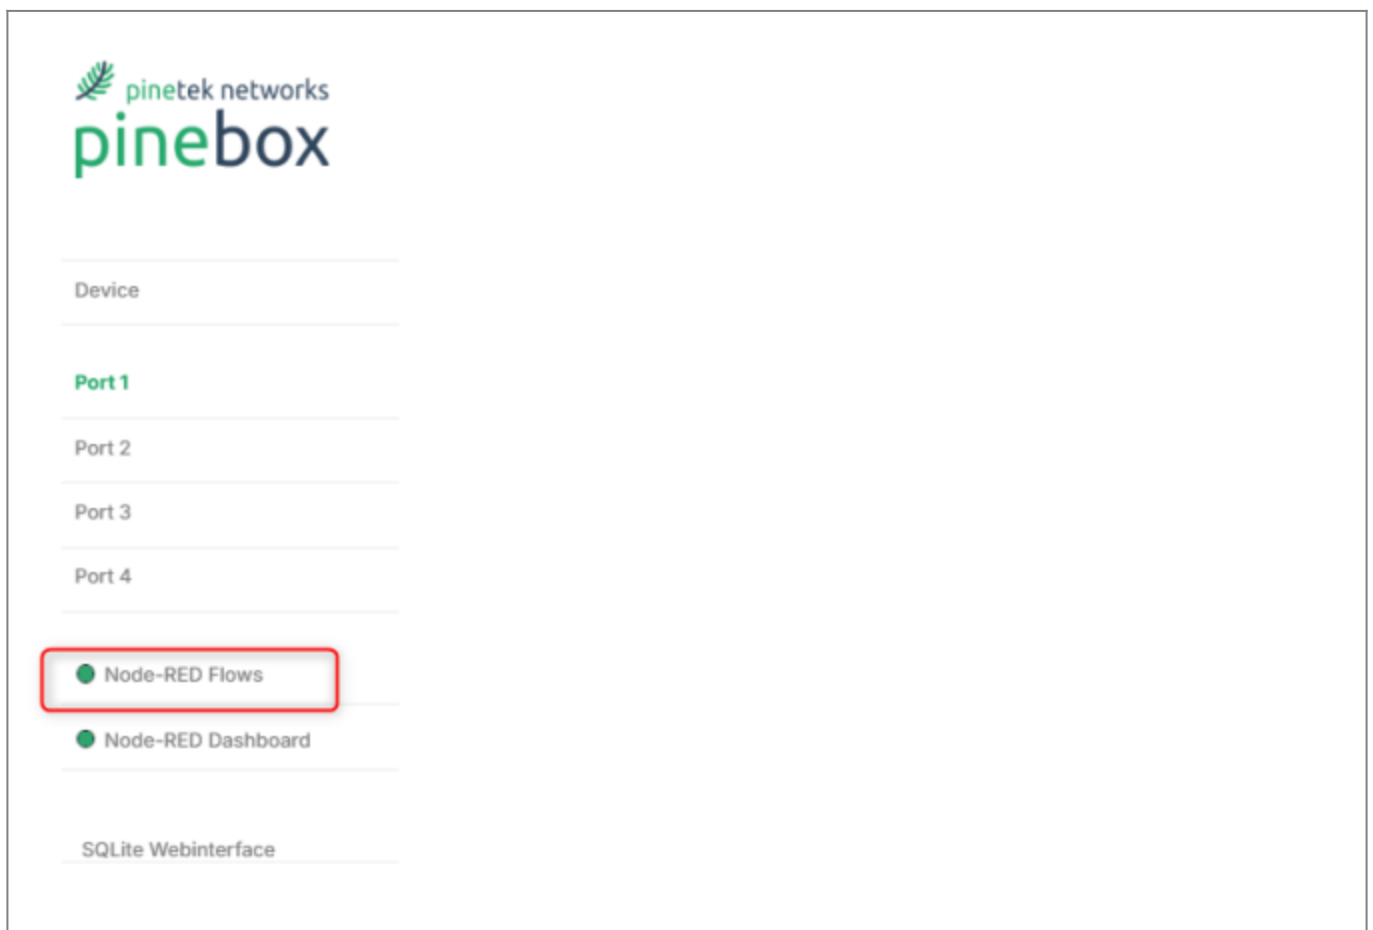 pinetek networks
pinebox
Device
Port 1
Port 2
Port 3
Port 4
Node-RED Flows
Node-RED Dashboard
SQLite Webinterface